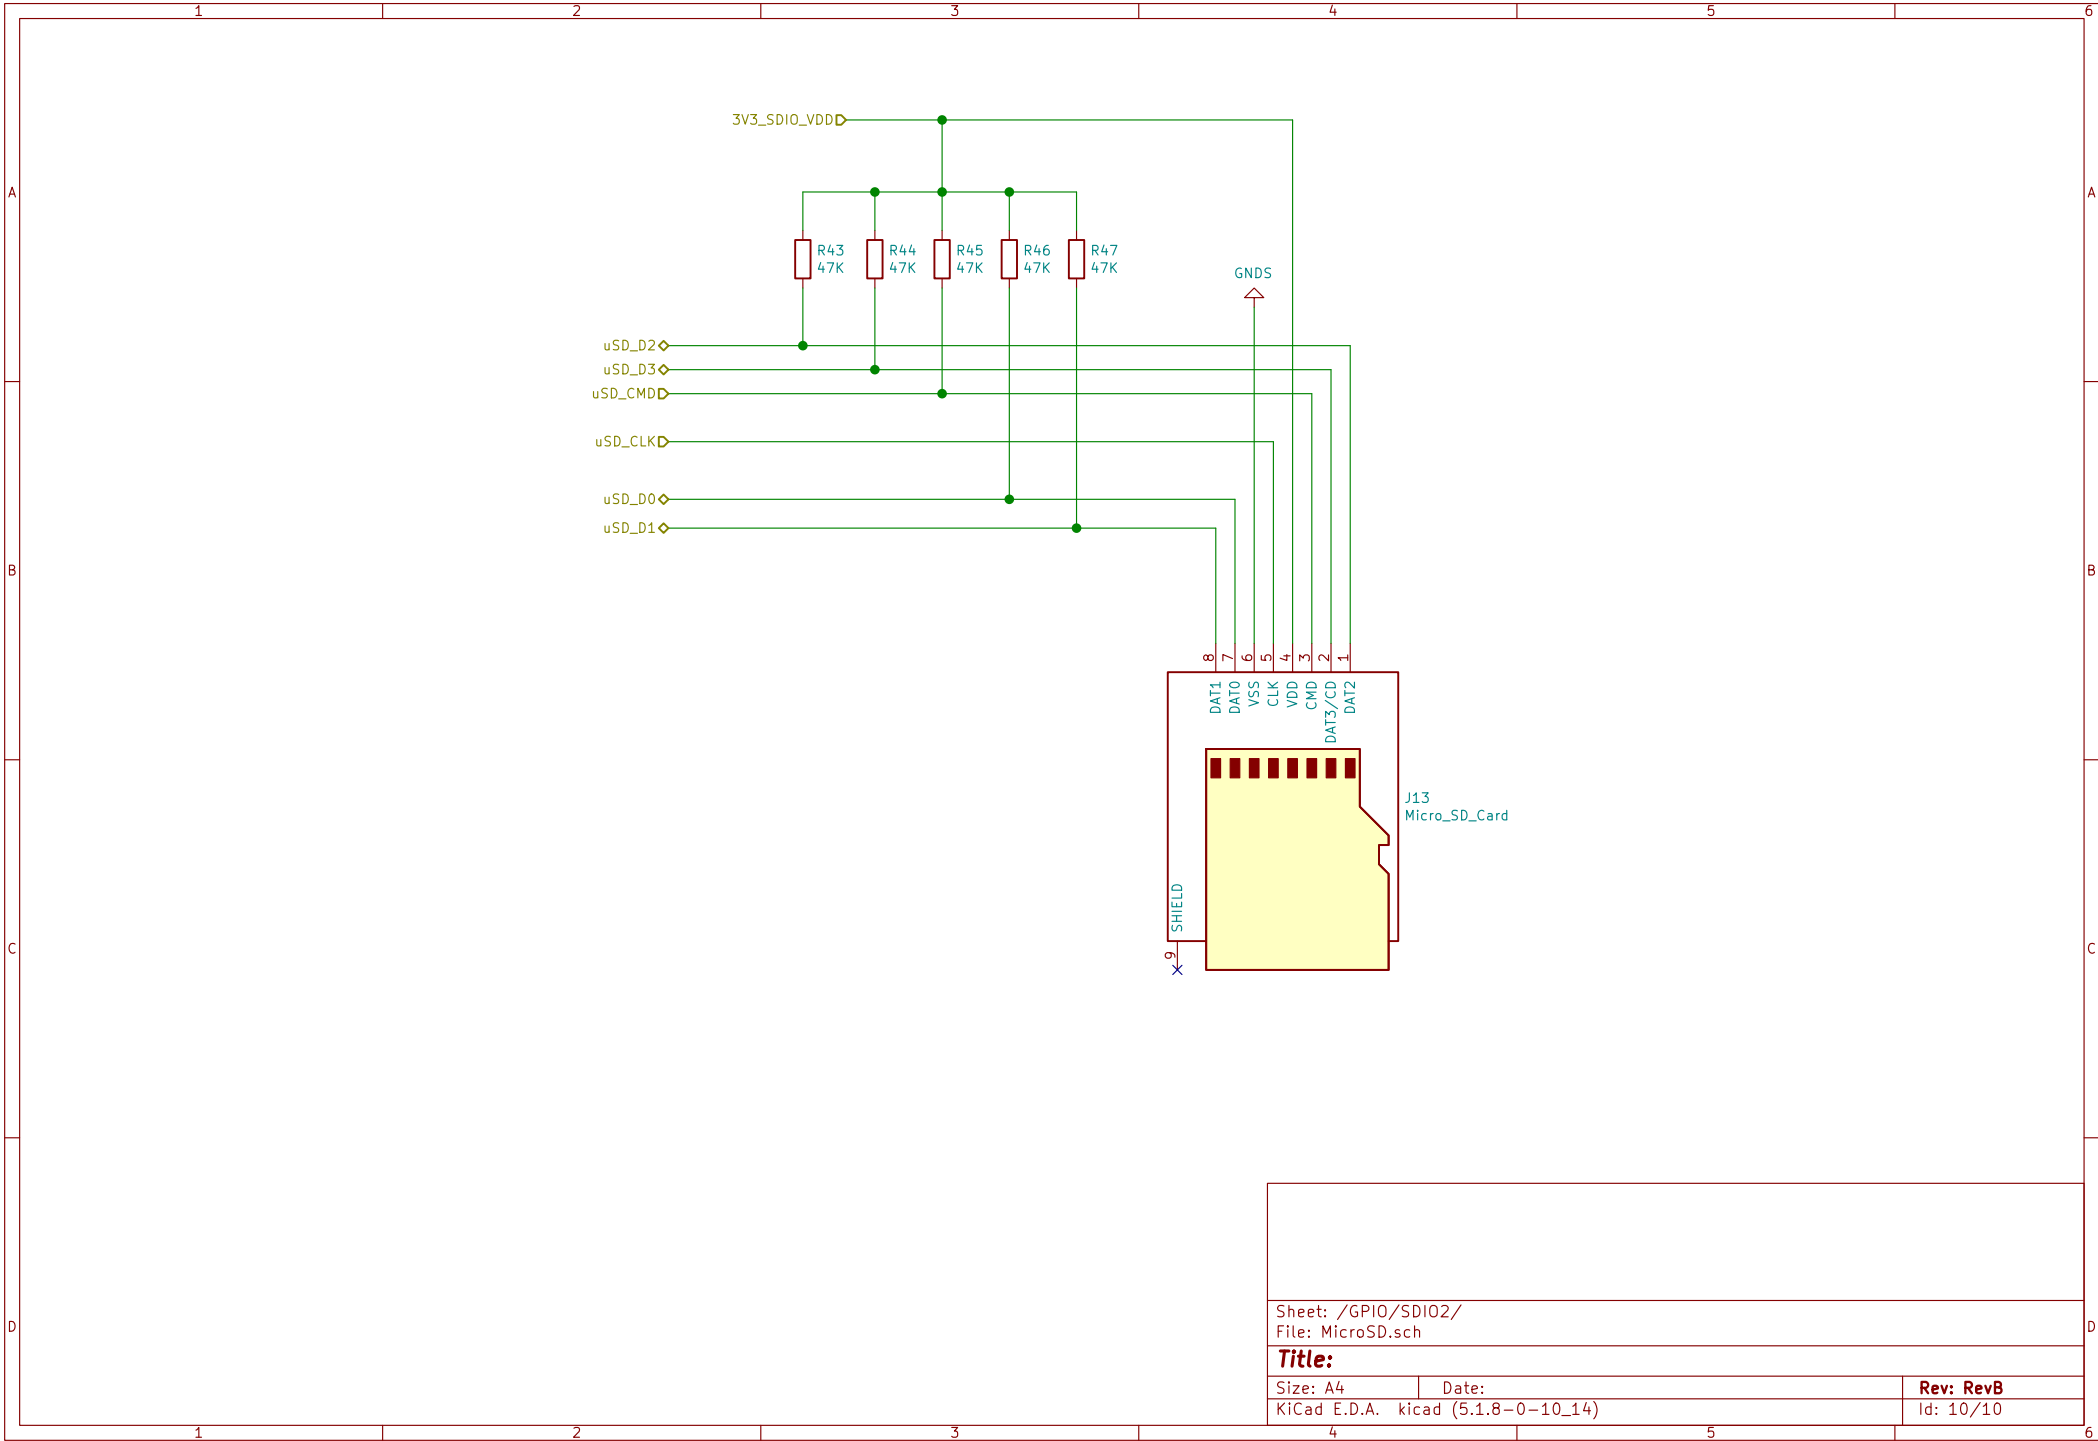 1 2 3 4 5 6
3V3_SDIO_VDD
A A
R43 R44 R45 R46 R47
47K 47K 47K 47K 47K
GNDS
uSD_D2
uSD_D3
uSD_CMD
uSD_CLK
uSD_D0
uSD_D1
B B
8 7 6 5 4 3 2 1
DAT1 DAT0 VSS CLK VDD CMD DAT3/CD DAT2
J13
Micro_SD_Card
SHIELD
9
C C
Sheet: /GPIO/SDIO2/
File: MicroSD.sch
D D
Title:
Size: A4 Date: Rev: RevB
KiCad E.D.A. kicad (5.1.8-0-10_14) Id: 10/10
1 2 3 4 5 6